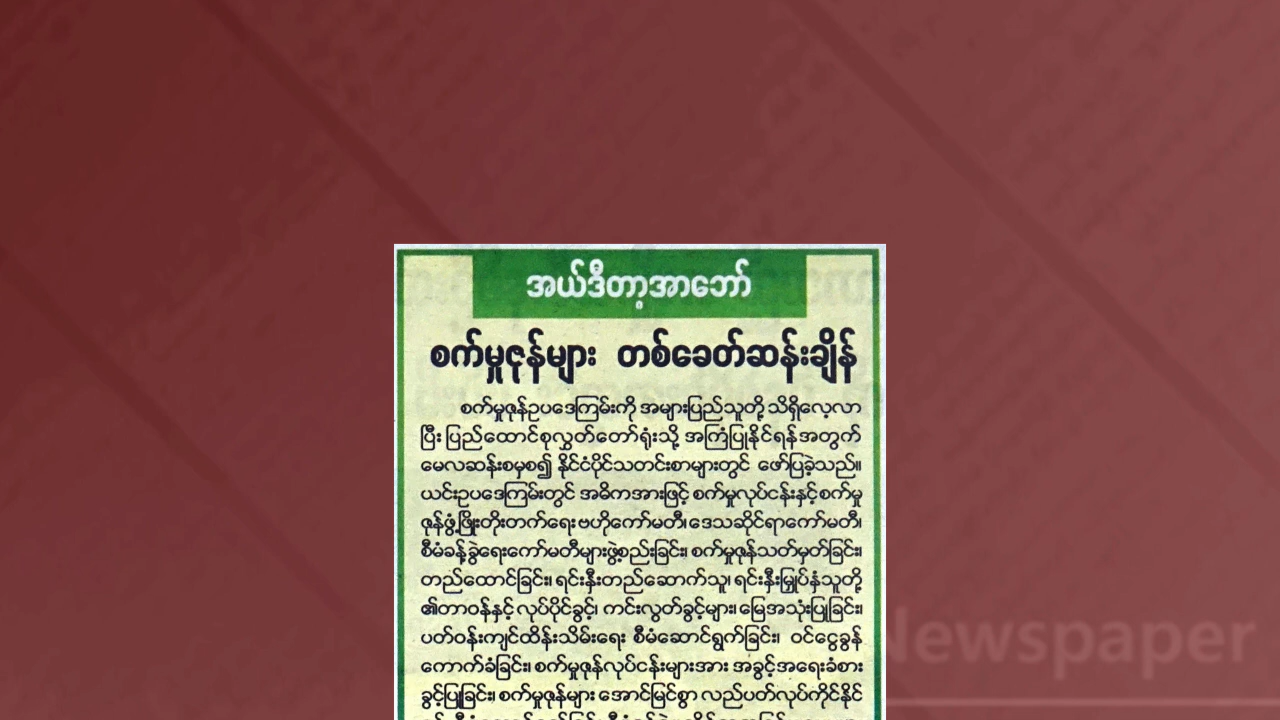 အယ်ဒီတာ့အာဘော်
စက်မှုဇုန်များ တစ်ခေတ်ဆန်းချိန်
စက်မှုဇုန်ဥပဒေကြမ်းကို အများပြည်သူတို့ သိရှိလေ့လာ
ပြီး ပြည်ထောင်စုလွှတ်တော်ရုံးသို့ အကြံပြုနိုင်ရန်အတွက်
မေလဆန်းစမှစ၍ နိုင်ငံပိုင်သတင်းစာများတွင် ဖော်ပြခဲ့သည်။
ယင်းဥပဒေကြမ်းတွင် အဓိကအားဖြင့် စက်မှုလုပ်ငန်းနှင့်စက်မှု
ဇုန်ဖွံ့ဖြိုးတိုးတက်ရေး ဗဟိုကော်မတီ၊ ဒေသဆိုင်ရာကော်မတီ၊
စီမံခန့်ခွဲရေးကော်မတီများဖွဲ့စည်းခြင်း၊ စက်မှုဇုန်သတ်မှတ်ခြင်း၊
တည်ထောင်ခြင်း၊ ရင်းနှီးတည်ဆောက်သူ၊ ရင်းနှီးမြှုပ်နှံသူတို့
၏တာဝန်နှင့် လုပ်ပိုင်ခွင့်၊ ကင်းလွတ်ခွင့်များ၊ မြေအသုံးပြုခြင်း၊
ပတ်ဝန်းကျင်ထိန်းသိမ်းရေး စီမံဆောင်ရွက်ခြင်း၊ ဝင်ငွေခွန်
ကောက်ခံခြင်း၊ စက်မှုဇုန်လုပ်ငန်းများအား အခွင့်အရေးခံစား
ခွင့်ပြုခြင်း၊ စက်မှုဇုန်များ အောင်မြင်စွာ လည်ပတ်လုပ်ကိုင်နိုင်
Newspaper